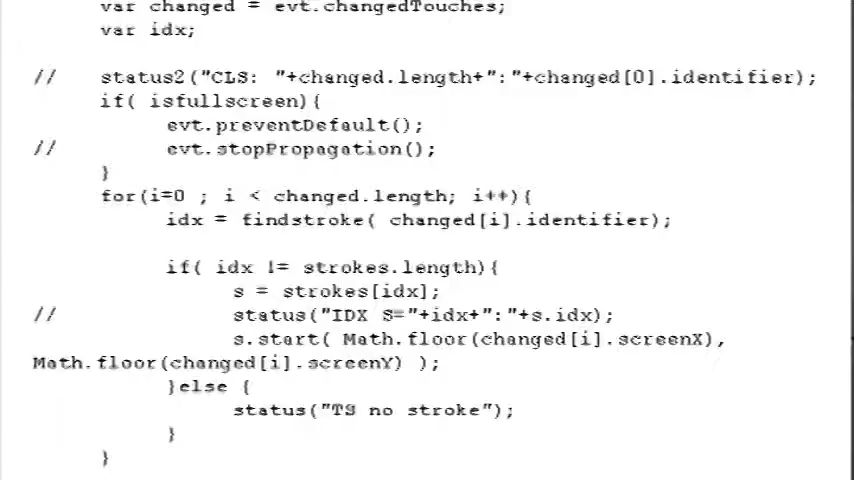 var changed = evt.changedTouches;
var idx;
// status2("CLS: "+changed.length+":"+changed[0].identifier);
if( isfullscreen){
evt.preventDefault();
// evt.stopPropagation();
}
for(i=0 ; i < changed.length; i++){
idx = findstroke( changed[i].identifier);
if( idx != strokes.length){
s = strokes[idx];
// status("IDX S="+idx+":"+s.idx);
s.start( Math.floor(changed[i].screenX),
Math.floor(changed[i].screenY) );
}else {
status("TS no stroke");
}
}